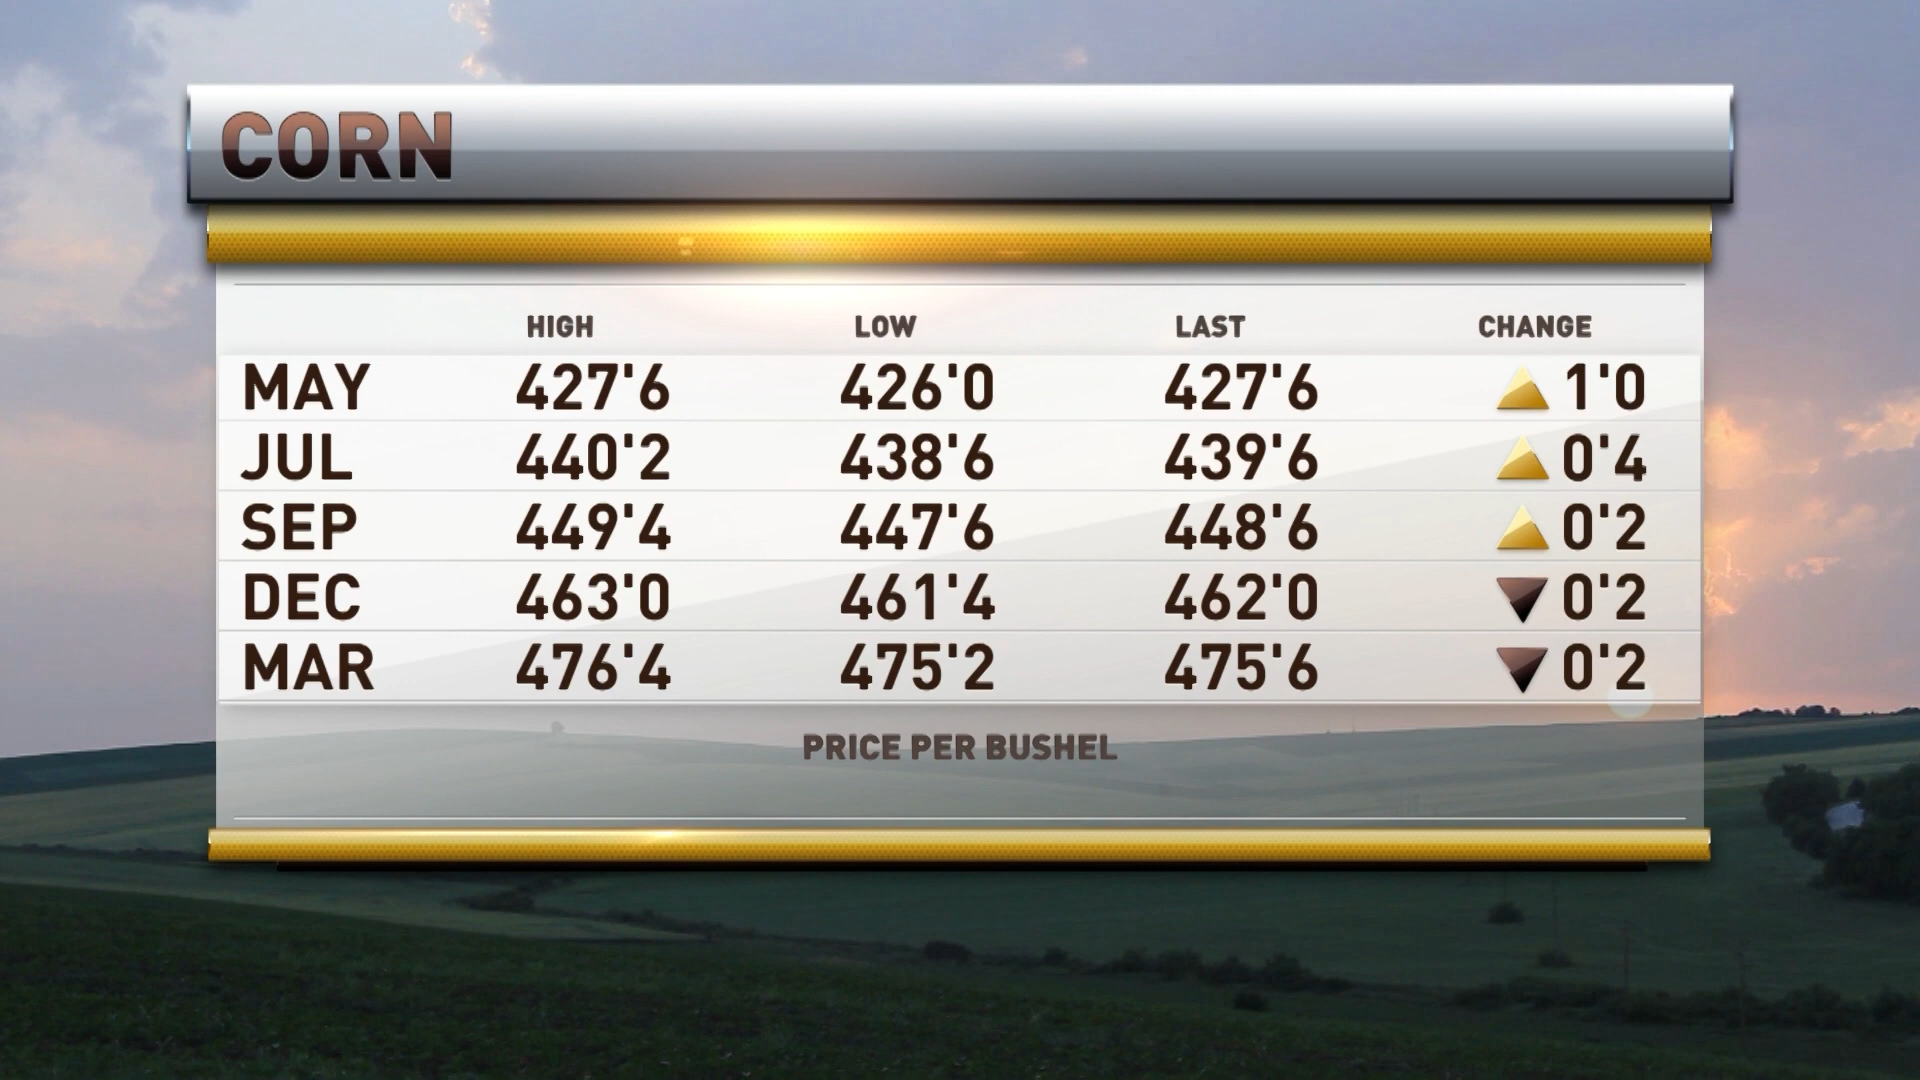 CORN
HIGH LOW LAST CHANGE
MAY 427'6 426'0 427'6 1'0
JUL 440'2 438'6 439'6 0'4
SEP 449'4 447'6 448'6 0'2
DEC 463'0 461'4 462'0 0'2
MAR 476'4 475'2 475'6 0'2
PRICE PER BUSHEL